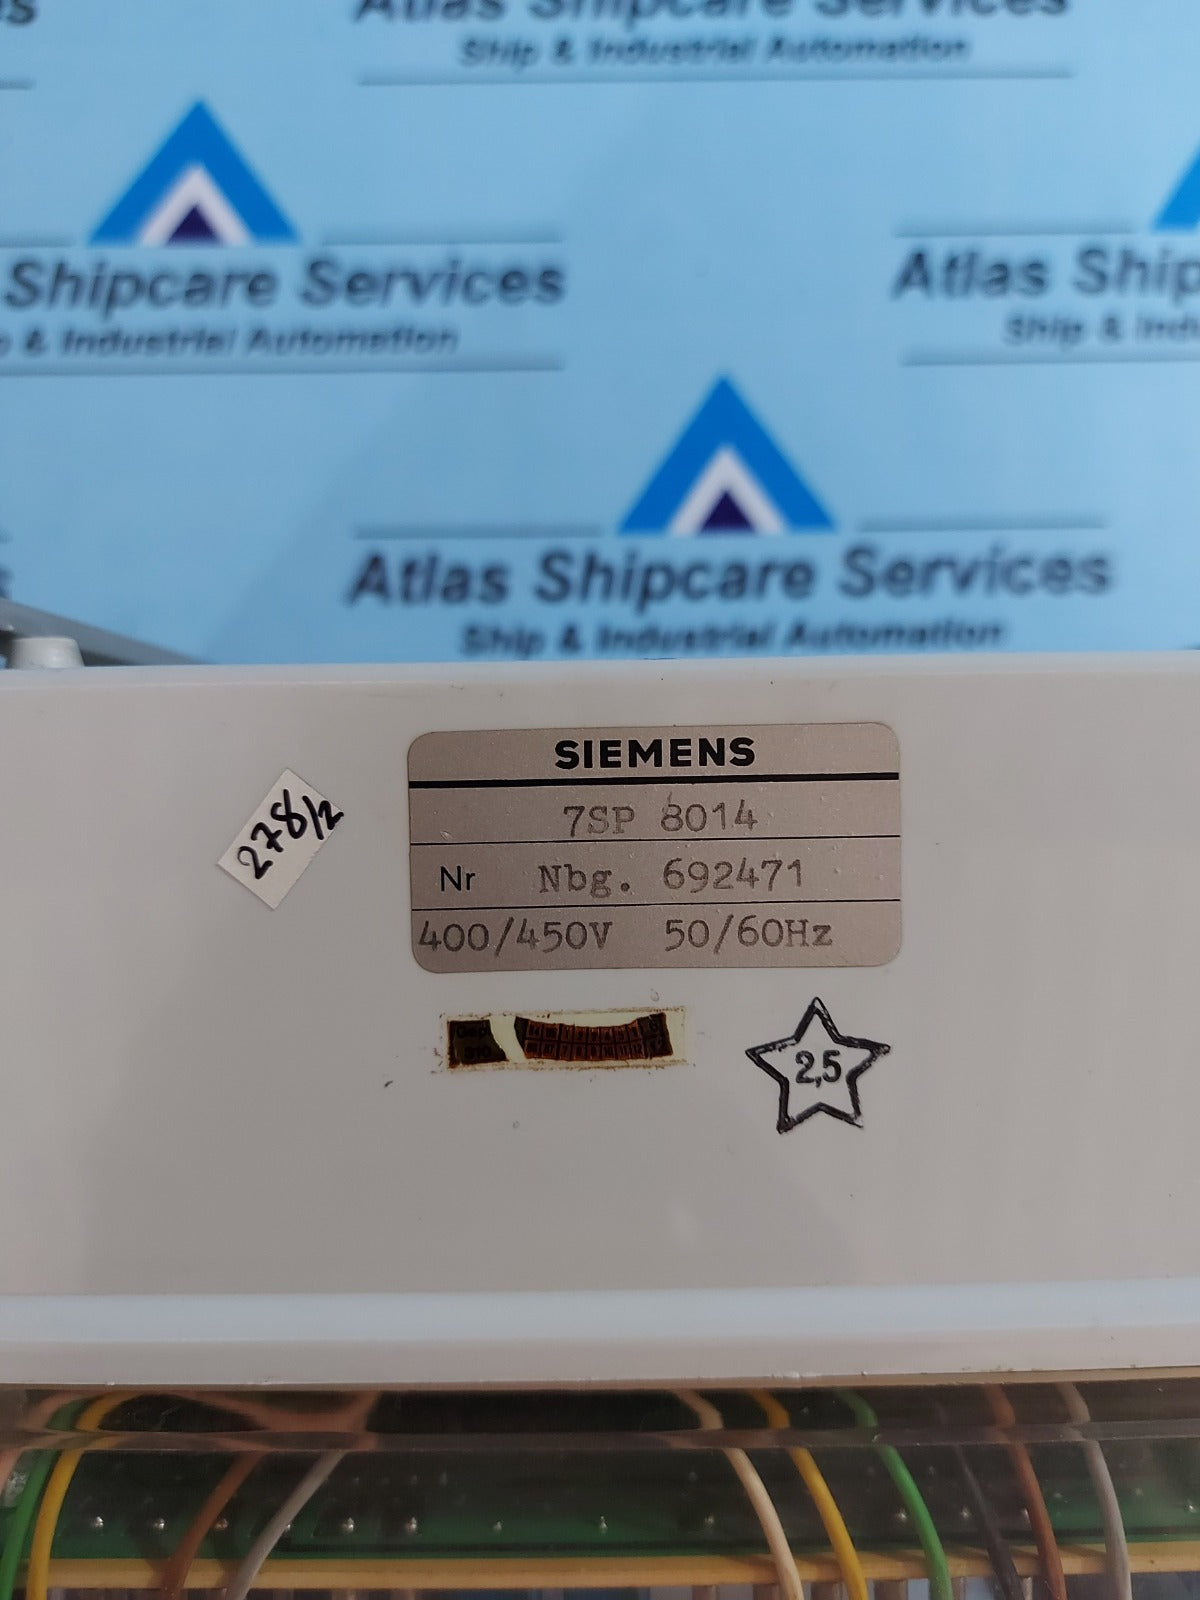 Atlas Shipcare Services
Ship & Industrial Automation
Shipcare Services
& Industrial Automation
Atlas Ship
Ship & Ind
Atlas Shipcare Services
Ship & Industrial Automation
SIEMENS
7SP 8014
Nr Nbg. 692471
400/450V 50/60Hz
278/2
2,5